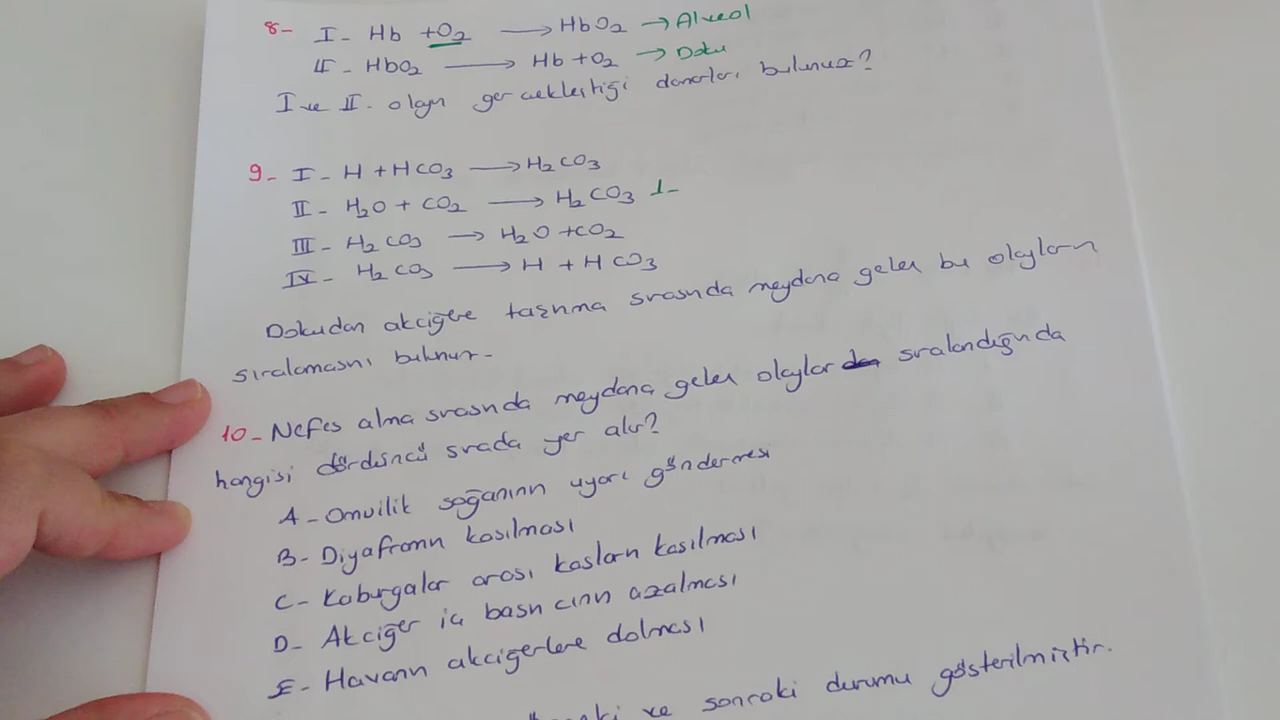 8- I- Hb +O2 → HbO2 → Alveol
II- HbO2 → Hb +O2 → Doku
I ve II. olayın gerçekleştiği damarları bulunuz?
9- I- H + HCO3 → H2CO3
II- H2O + CO2 → H2CO3 1-
III- H2CO3 → H2O +CO2
IV- H2CO3 → H + HCO3
Dokudan akciğere taşınma sırasında meydana gelen bu olayların
sıralamasını bulunuz-
10- Nefes alma sırasında meydana gelen olaylar sıralandığında
hangisi dördüncü sırada yer alır?
A- Omurilik soğanının uyarı göndermesi
B- Diyaframın kasılması
C- Kaburgalar arası kasların kasılması
D- Akciğer iç basıncının azalması
E- Havanın akciğerlere dolması
ve sonraki durumu gösterilmiştir.